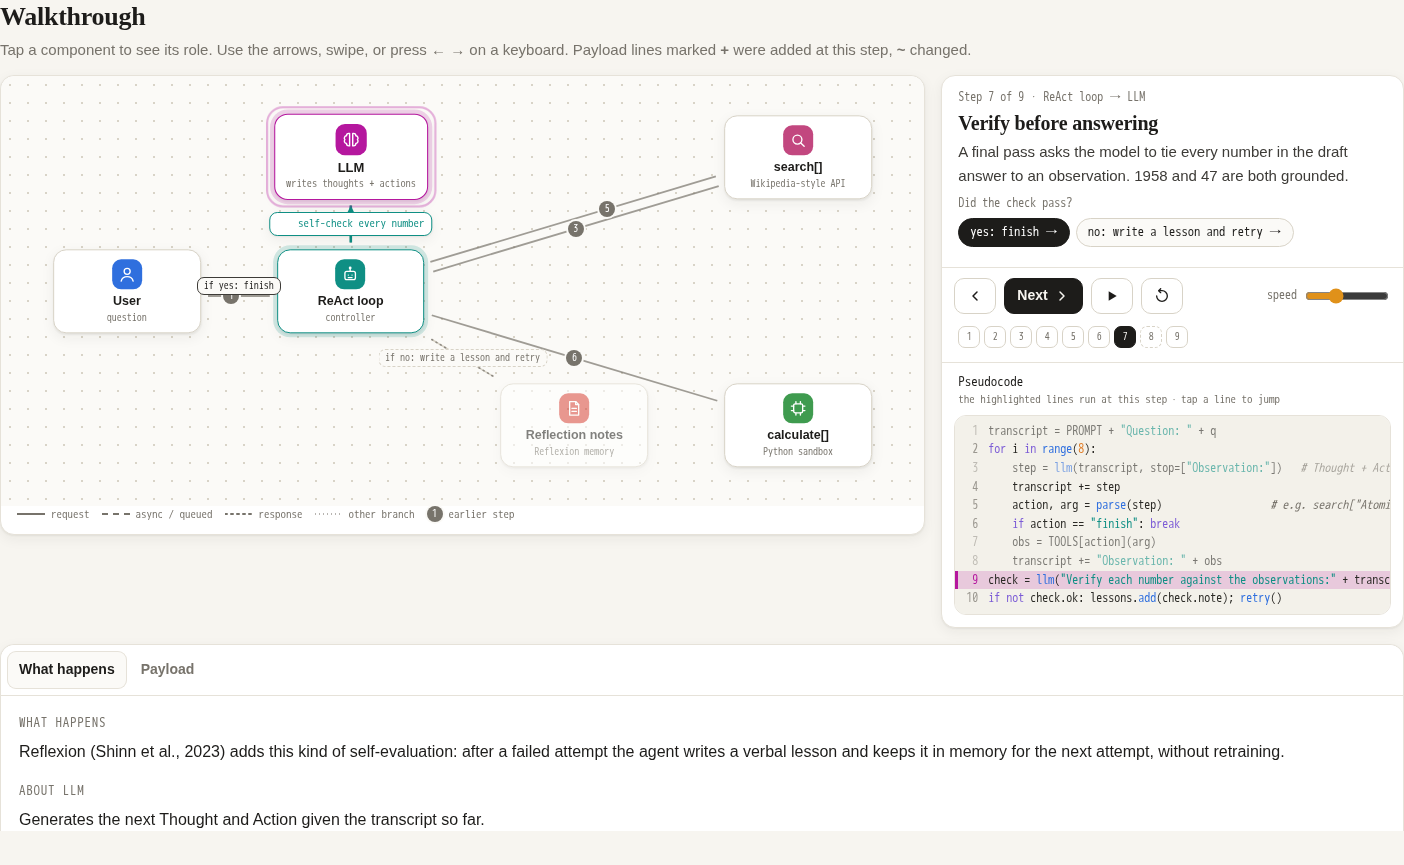 Walkthrough
Tap a component to see its role. Use the arrows, swipe, or press ← → on a keyboard. Payload lines marked + were added at this step, ~ changed.
LLM
writes thoughts + actions
search[]
Wikipedia-style API
self-check every number
5
3
User
question
if yes: finish
1
ReAct loop
controller
if no: write a lesson and retry
6
Reflection notes
Reflexion memory
calculate[]
Python sandbox
request
async / queued
response
other branch
1
earlier step
Step 7 of 9 · ReAct loop → LLM
Verify before answering
A final pass asks the model to tie every number in the draft
answer to an observation. 1958 and 47 are both grounded.
Did the check pass?
yes: finish →
no: write a lesson and retry →
Next
speed
1 2 3 4 5 6 7 8 9
Pseudocode
the highlighted lines run at this step · tap a line to jump
1 transcript = PROMPT + "Question: " + q
2 for i in range(8):
3 step = llm(transcript, stop=["Observation:"]) # Thought + Act
4 transcript += step
5 action, arg = parse(step) # e.g. search["Atomi
6 if action == "finish": break
7 obs = TOOLS[action](arg)
8 transcript += "Observation: " + obs
9 check = llm("Verify each number against the observations:" + transc
10 if not check.ok: lessons.add(check.note); retry()
What happens
Payload
WHAT HAPPENS
Reflexion (Shinn et al., 2023) adds this kind of self-evaluation: after a failed attempt the agent writes a verbal lesson and keeps it in memory for the next attempt, without retraining.
ABOUT LLM
Generates the next Thought and Action given the transcript so far.